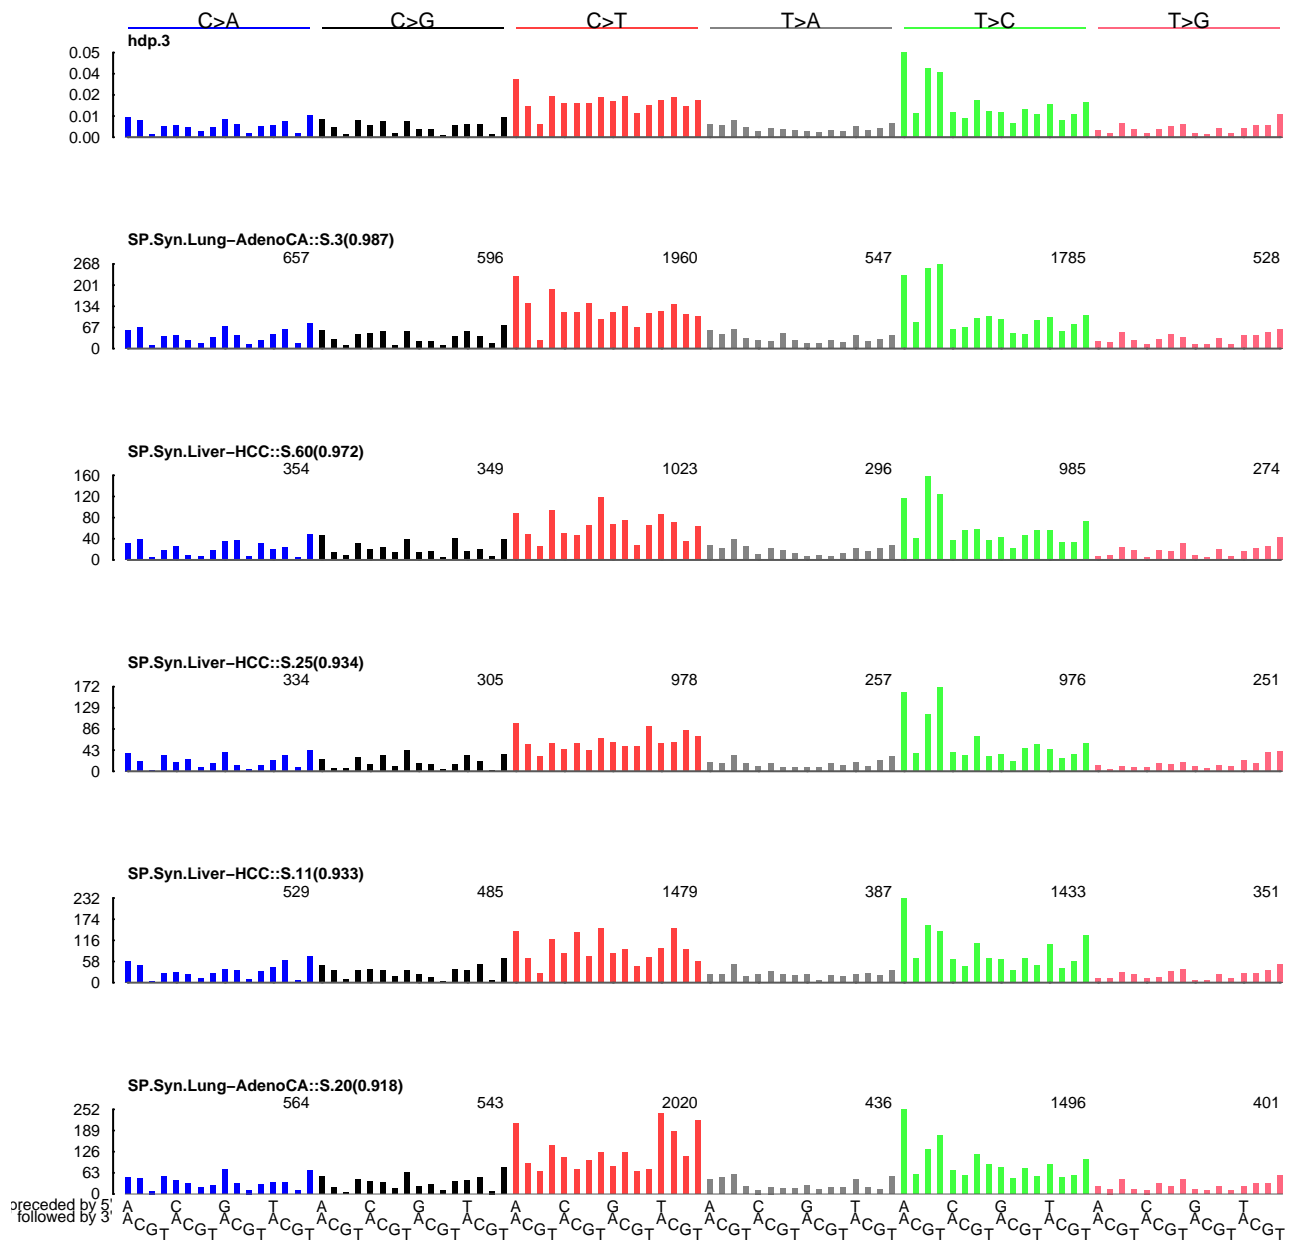 C>A C>G C>T T>A T>C T>G
hdp.3
0.05
0.04
0.02
0.01
0.00
SP.Syn.Lung−AdenoCA::S.3(0.987)
657 596 1960 547 1785 528
268
201
134
67
0
SP.Syn.Liver−HCC::S.60(0.972)
354 349 1023 296 985 274
160
120
80
40
0
SP.Syn.Liver−HCC::S.25(0.934)
334 305 978 257 976 251
172
129
86
43
0
SP.Syn.Liver−HCC::S.11(0.933)
529 485 1479 387 1433 351
232
174
116
58
0
SP.Syn.Lung−AdenoCA::S.20(0.918)
564 543 2020 436 1496 401
252
189
126
63
0
preceded by 5' A C G T A C G T A C G T A C G T A C G T A C G T
followed by 3' A C G T A C G T A C G T A C G T A C G T A C G T A C G T A C G T A C G T A C G T A C G T A C G T A C G T A C G T A C G T A C G T A C G T A C G T A C G T A C G T A C G T A C G T A C G T A C G T